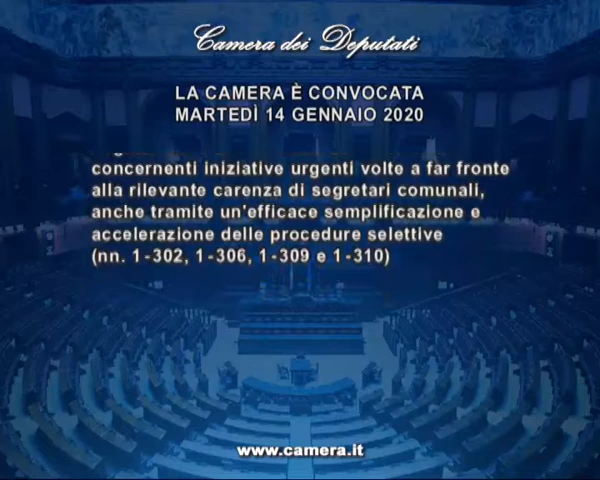 Camera dei Deputati
LA CAMERA È CONVOCATA
MARTEDÌ 14 GENNAIO 2020
concernenti iniziative urgenti volte a far fronte
alla rilevante carenza di segretari comunali,
anche tramite un'efficace semplificazione e
accelerazione delle procedure selettive
(nn. 1-302, 1-306, 1-309 e 1-310)
www.camera.it